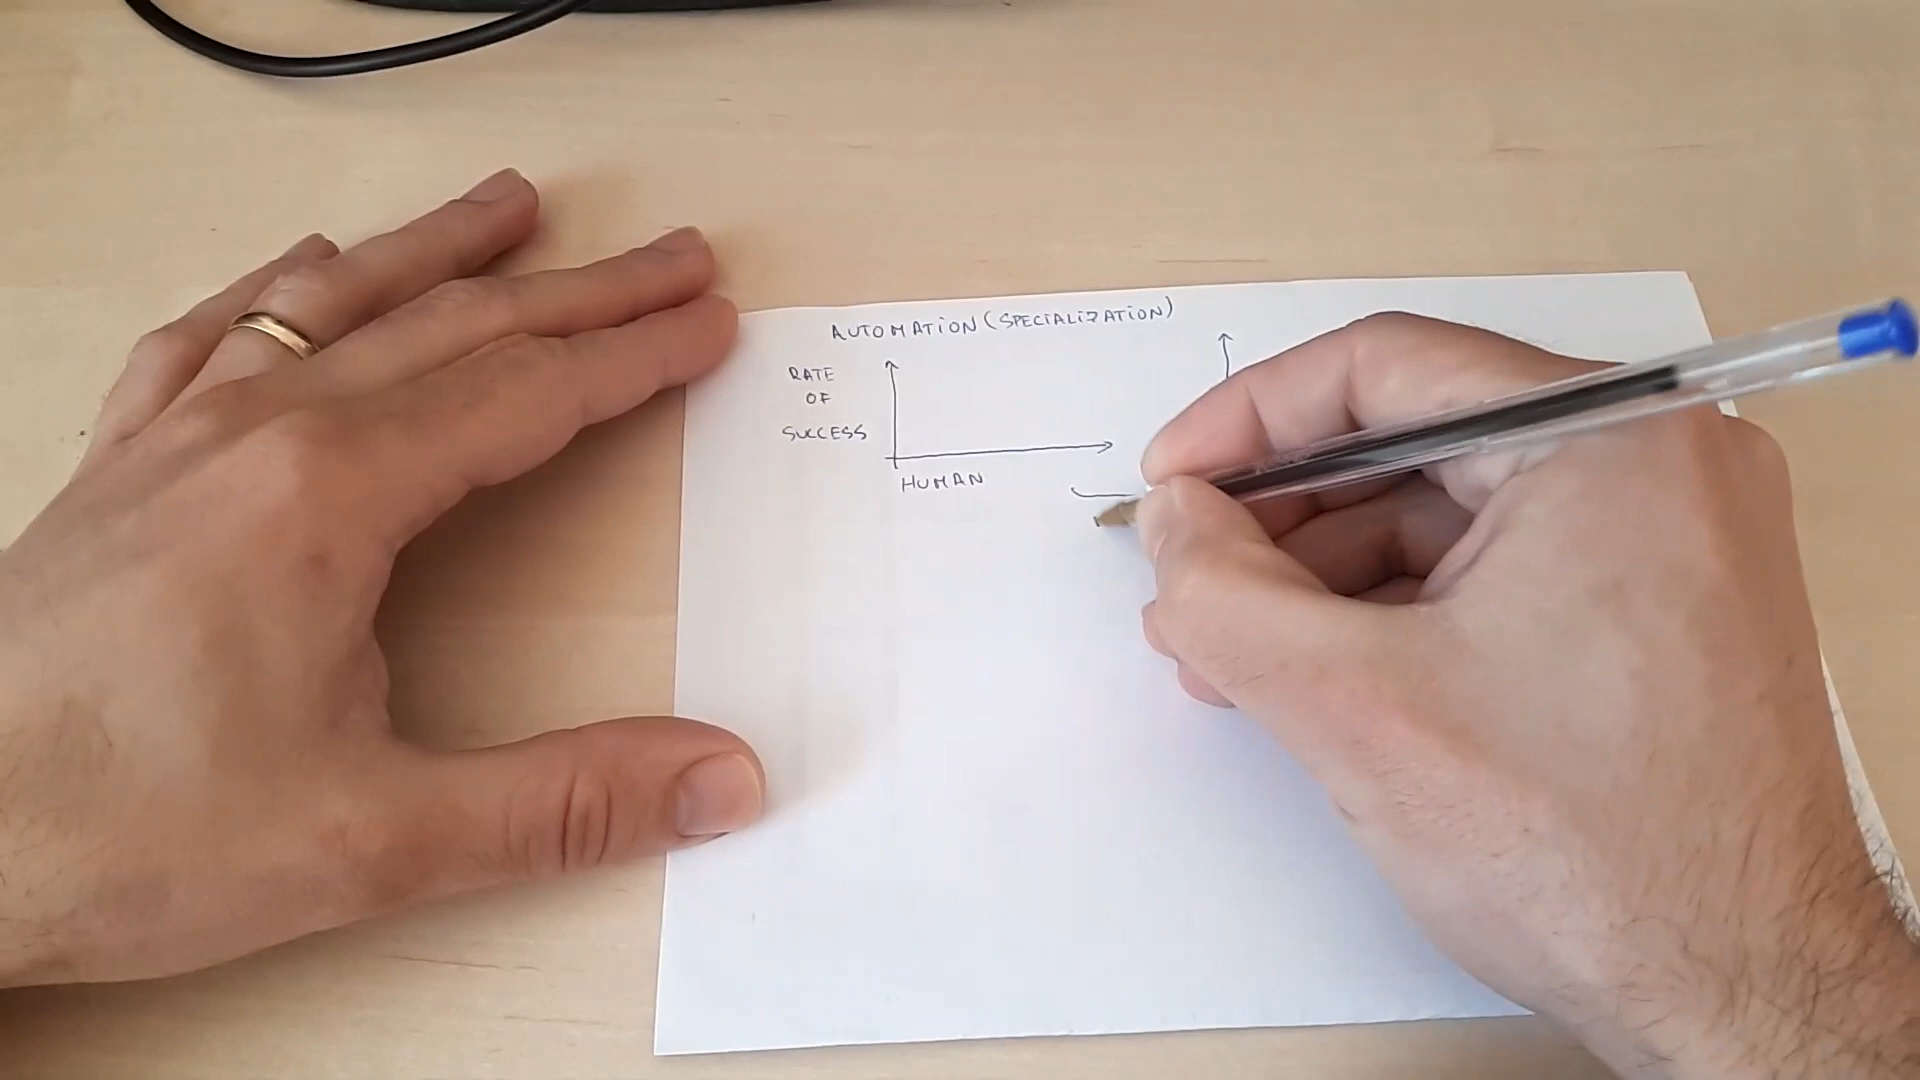 AUTOMATION (SPECIALIZATION)
RATE
OF
SUCCESS
HUMAN